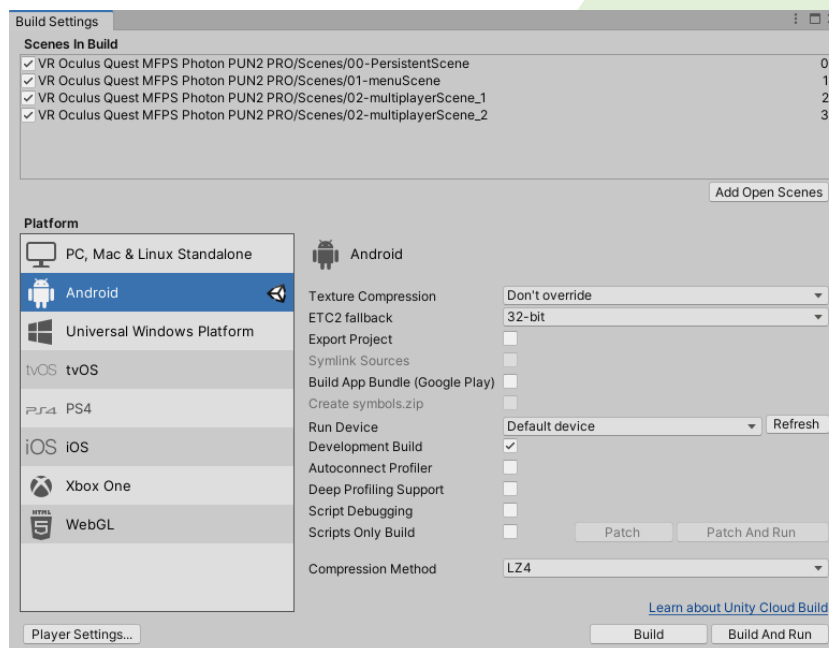 Build Settings
Scenes In Build
VR Oculus Quest MFPS Photon PUN2 PRO/Scenes/00-PersistentScene 0
VR Oculus Quest MFPS Photon PUN2 PRO/Scenes/01-menuScene 1
VR Oculus Quest MFPS Photon PUN2 PRO/Scenes/02-multiplayerScene_1 2
VR Oculus Quest MFPS Photon PUN2 PRO/Scenes/02-multiplayerScene_2 3
Add Open Scenes
Platform
PC, Mac & Linux Standalone
Android
Universal Windows Platform
tvOS tvOS
PS4 PS4
iOS iOS
Xbox One
HTML 5 WebGL
Android
Texture Compression Don't override
ETC2 fallback 32-bit
Export Project
Symlink Sources
Build App Bundle (Google Play)
Create symbols.zip
Run Device Default device Refresh
Development Build
Autoconnect Profiler
Deep Profiling Support
Script Debugging
Scripts Only Build Patch Patch And Run
Compression Method LZ4
Learn about Unity Cloud Build
Player Settings... Build Build And Run